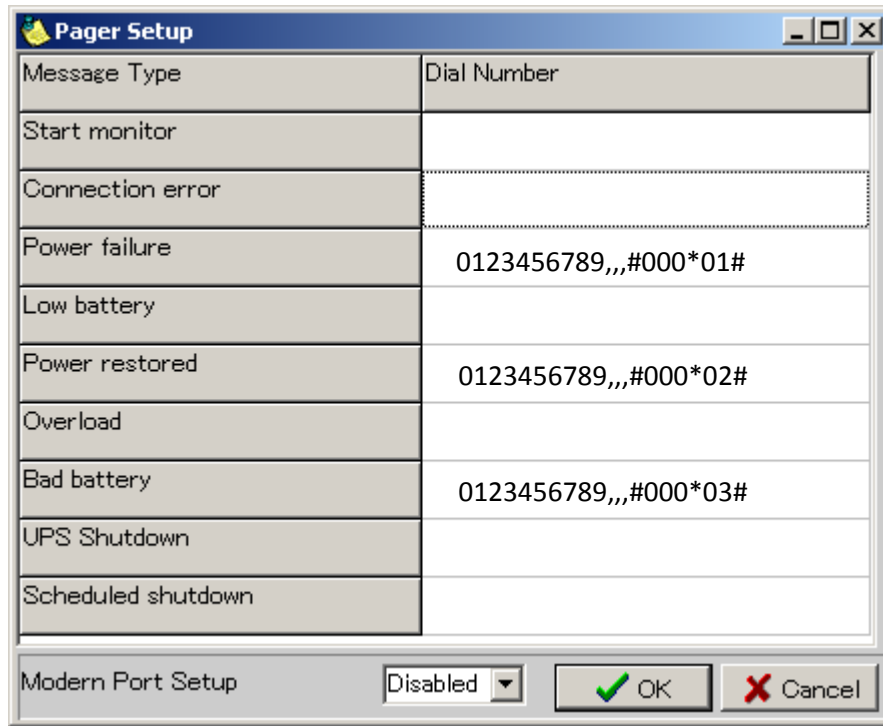 Pager Setup
Message Type Dial Number
Start monitor
Connection error
Power failure 0123456789,,,#000*01#
Low battery
Power restored 0123456789,,,#000*02#
Overload
Bad battery 0123456789,,,#000*03#
UPS Shutdown
Scheduled shutdown
Modern Port Setup Disabled OK Cancel